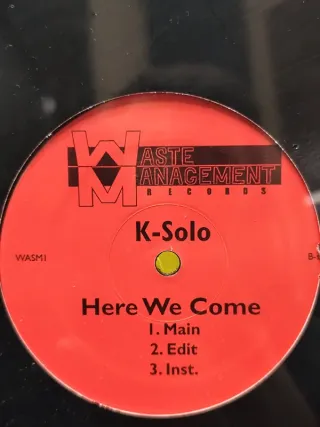 WASTE
MANAGEMENT
RECORDS
K-Solo
WASM1
Here We Come
1. Main
2. Edit
3. Inst.